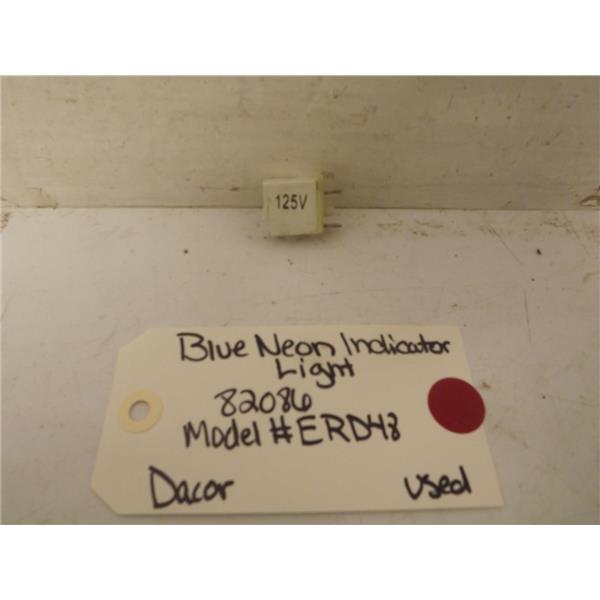 125V
Blue Neon Indicator
Light
82086
Model # ERD48
Dacor
Used